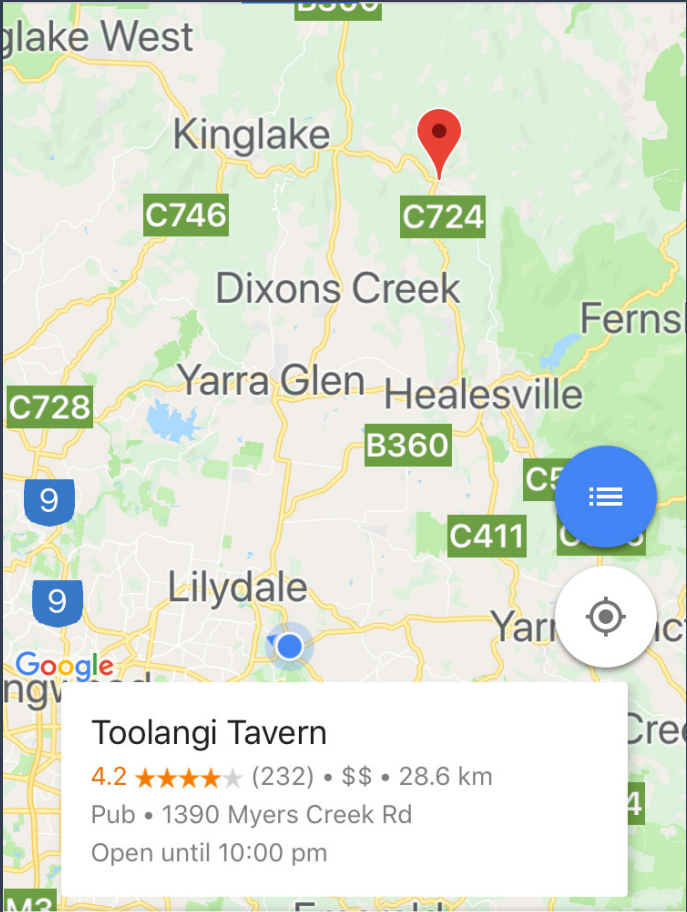 glake West
Kinglake
C746
C724
Dixons Creek
Yarra Glen
Healesville
C728
B360
9
C411
Lilydale
9
Google
Toolangi Tavern
4.2 (232) • $$ • 28.6 km
Pub • 1390 Myers Creek Rd
Open until 10:00 pm
M3